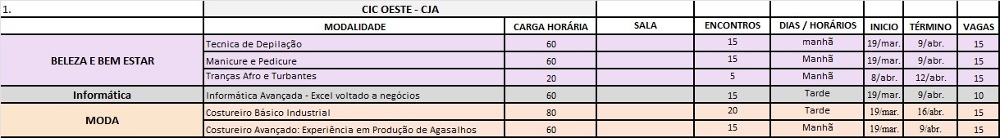 1. CIC OESTE - CJA
MODALIDADE CARGA HORÁRIA SALA ENCONTROS DIAS / HORÁRIOS INICIO TÉRMINO VAGAS
BELEZA E BEM ESTAR
Tecnica de Depilação 60 15 manhã 19/mar. 9/abr. 15
Manicure e Pedicure 60 15 Manhã 19/mar. 9/abr. 15
Tranças Afro e Turbantes 20 5 Manhã 8/abr. 12/abr. 15
Informática Informática Avançada - Excel voltado a negócios 60 15 Tarde 19/mar. 9/abr. 10
MODA
Costureiro Básico Industrial 80 20 Tarde 19/mar. 16/abr. 15
Costureiro Avançado: Experiência em Produção de Agasalhos 60 15 Manhã 19/mar. 9/abr. 15